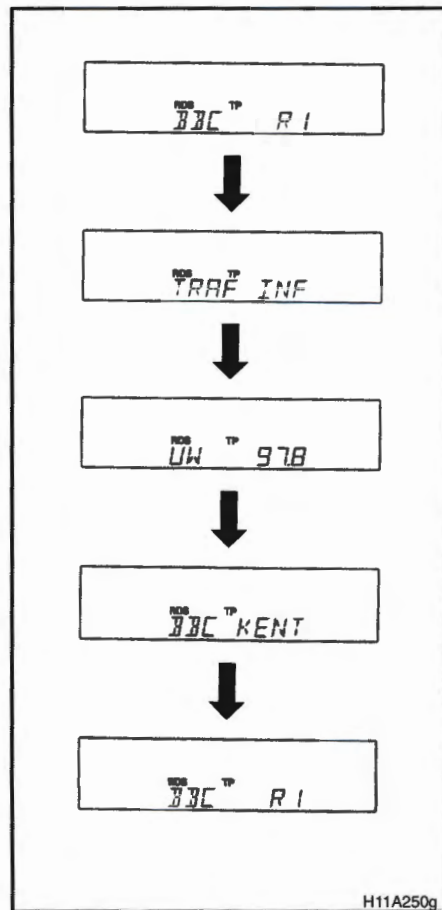 RDS TP
BBC R1
RDS TP
TRAF INF
RDS TP
UW 97.8
RDS TP
BBC KENT
RDS TP
BBC R1
H11A250g